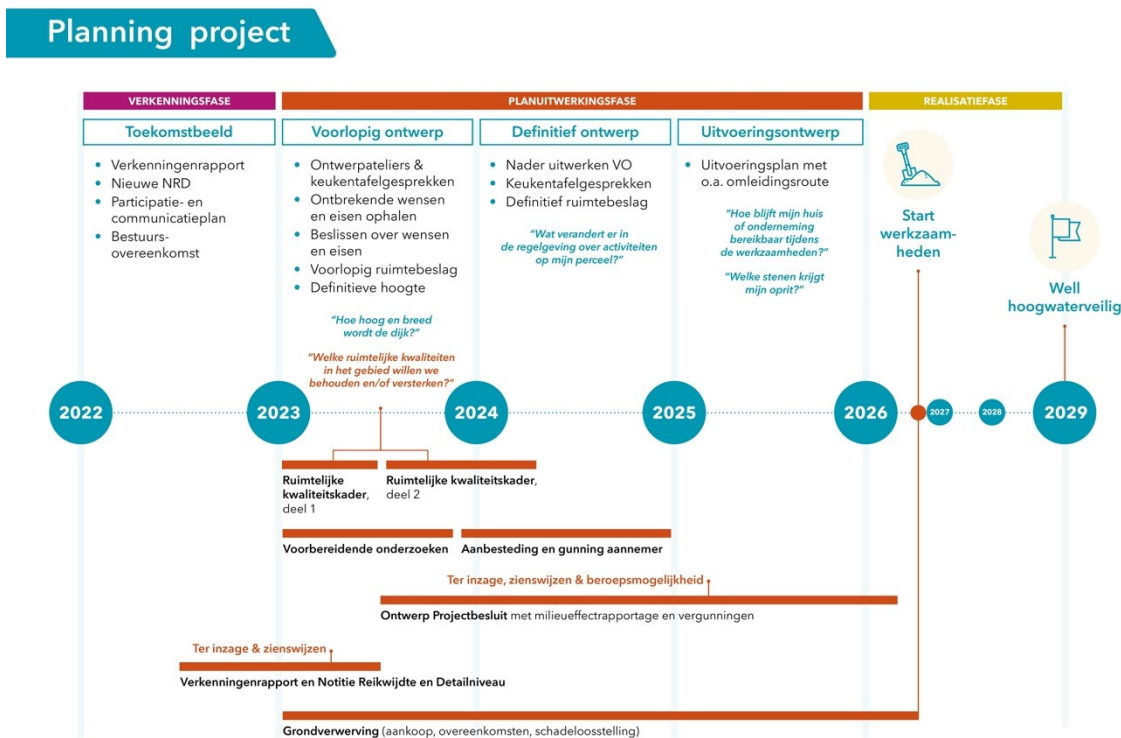 Planning project
VERKENNINGSFASE
PLANUITWERKINGSFASE
REALISATIEFASE
Toekomstbeeld
• Verkenningenrapport
• Nieuwe NRD
• Participatie- en
communicatieplan
• Bestuurs-
overeenkomst
Voorlopig ontwerp
• Ontwerpateliers &
keukentafelgesprekken
• Ontbrekende wensen
en eisen ophalen
• Beslissen over wensen
en eisen
• Voorlopig ruimtebeslag
• Definitieve hoogte
"Hoe hoog en breed
wordt de dijk?"
"Welke ruimtelijke kwaliteiten
in het gebied willen we
behouden en/of versterken?"
Definitief ontwerp
• Nader uitwerken VO
• Keukentafelgesprekken
• Definitief ruimtebeslag
"Wat verandert er in
de regelgeving over activiteiten
op mijn perceel?"
Uitvoeringsontwerp
• Uitvoeringsplan met
o.a. omleidingsroute
"Hoe blijft mijn huis
of onderneming
bereikbaar tijdens
de werkzaamheden?"
"Welke stenen krijgt
mijn oprit?"
Start
werkzaam-
heden
Well
hoogwaterveilig
2022
2023
2024
2025
2026
2027
2028
2029
Ruimtelijke
kwaliteitskader,
deel 1
Ruimtelijke kwaliteitskader,
deel 2
Voorbereidende onderzoeken
Aanbesteding en gunning aannemer
Ter inzage, zienswijzen & beroepsmogelijkheid
Ontwerp Projectbesluit met milieueffectrapportage en vergunningen
Ter inzage & zienswijzen
Verkenningenrapport en Notitie Reikwijdte en Detailniveau
Grondverwerving (aankoop, overeenkomsten, schadeloosstelling)